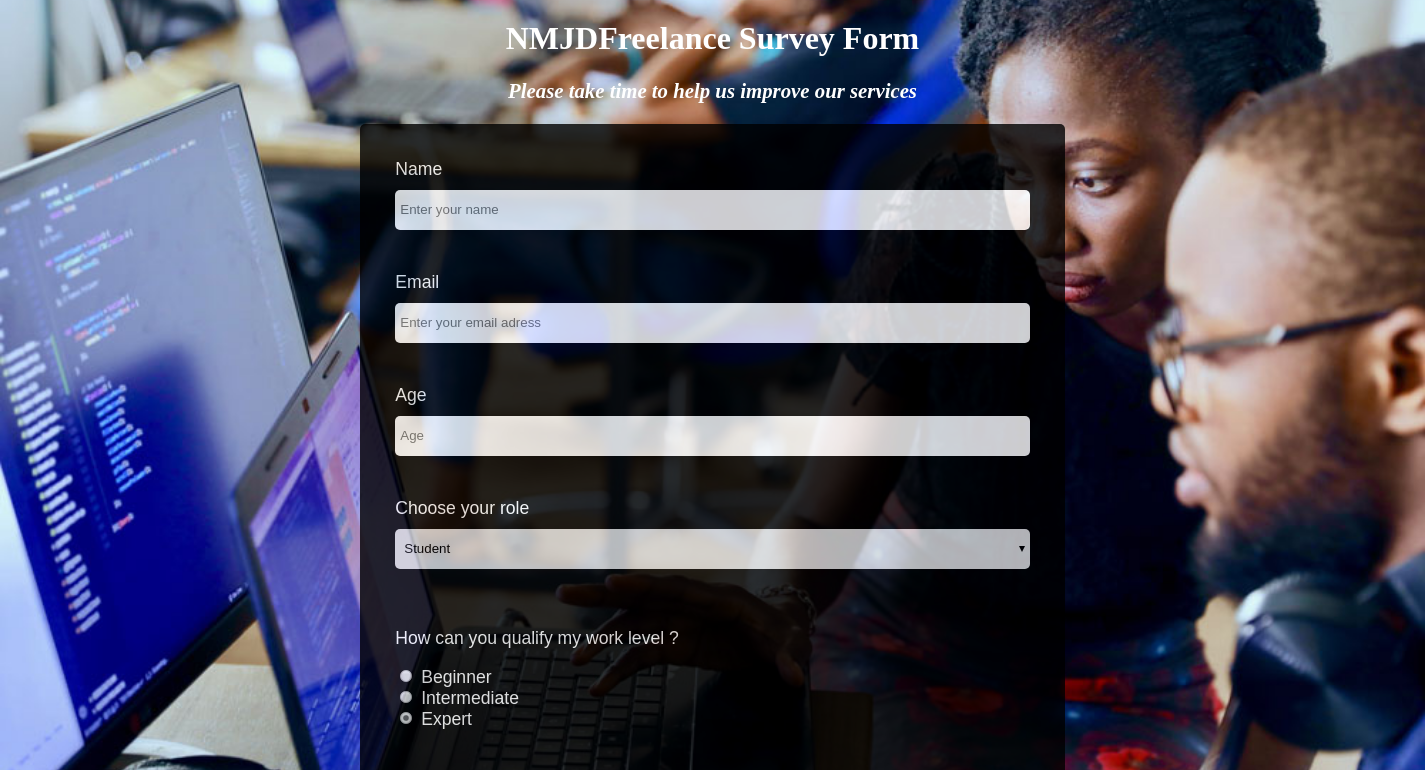 NMJDFreelance Survey Form
Please take time to help us improve our services
Name
Enter your name
Email
Enter your email adress
Age
Age
Choose your role
Student
How can you qualify my work level ?
Beginner
Intermediate
Expert